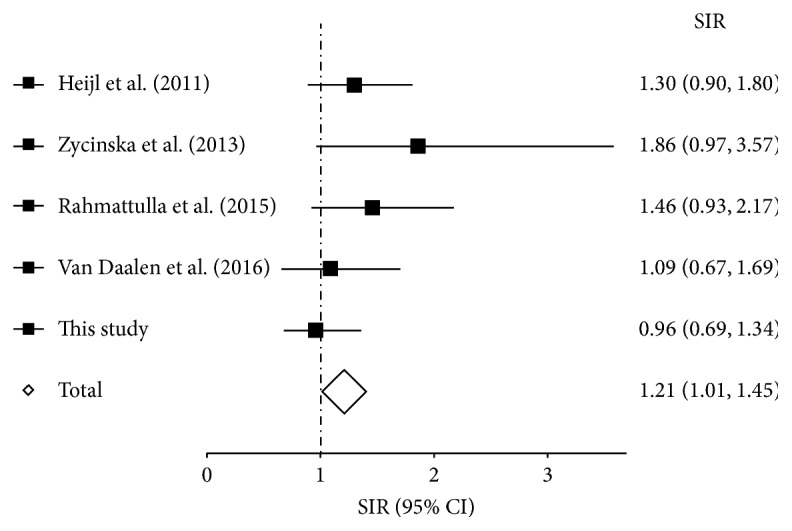 SIR
Heijl et al. (2011) 1.30 (0.90, 1.80)
Zycinska et al. (2013) 1.86 (0.97, 3.57)
Rahmattulla et al. (2015) 1.46 (0.93, 2.17)
Van Daalen et al. (2016) 1.09 (0.67, 1.69)
This study 0.96 (0.69, 1.34)
Total 1.21 (1.01, 1.45)
0 1 2 3
SIR (95% CI)